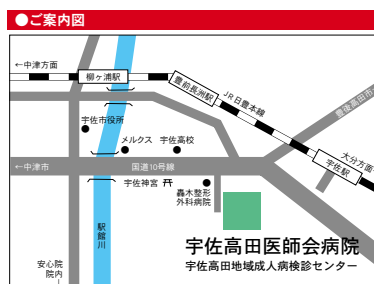 ●ご案内図
←中津方面
柳ヶ浦駅
豊前長洲駅
JR日豊本線
豊後高田市
宇佐市役所
メルクス
宇佐高校
大分方面→
宇佐駅
←中津市
国道10号線
宇佐神宮
轟木整形
外科病院
駅館川
宇佐高田医師会病院
宇佐高田地域成人病検診センター
安心院
院内